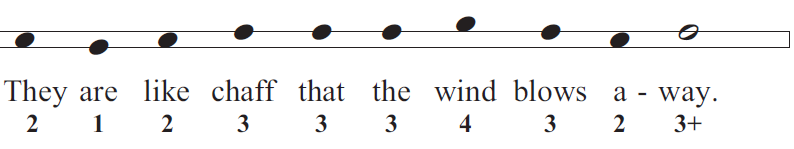 They are like chaff that the wind blows a - way.
2 1 2 3 3 3 4 3 2 3+